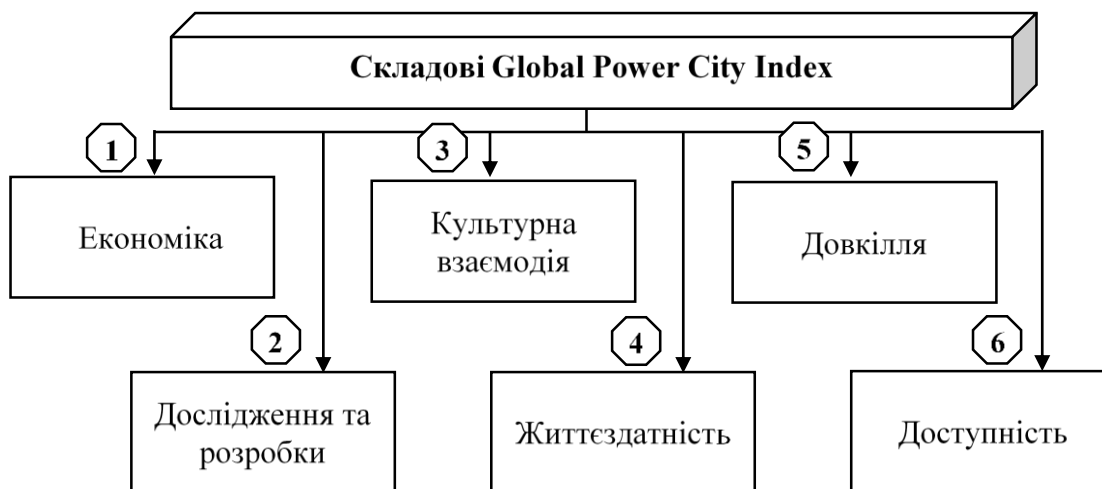 Складові Global Power City Index
1
Економіка
2
Дослідження та
розробки
3
Культурна
взаємодія
4
Життєздатність
5
Довкілля
6
Доступність